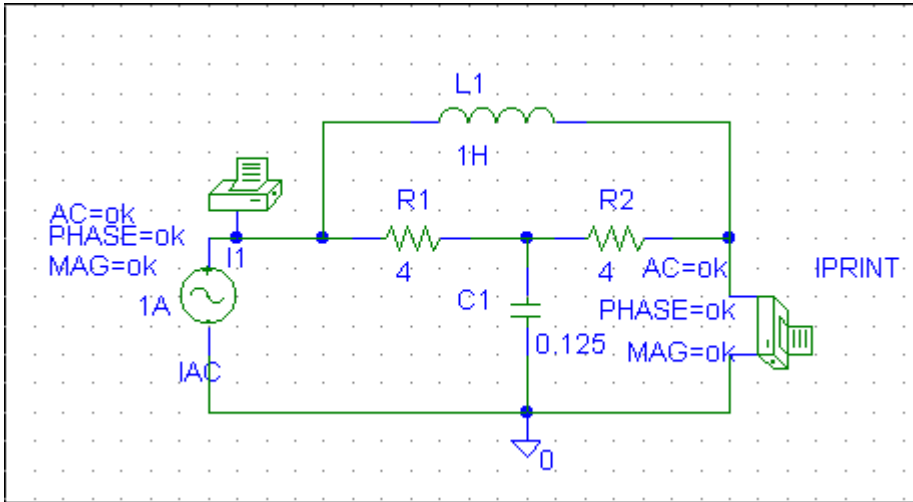 L1
1H
R1
R2
AC=ok
PHASE=ok
I1
MAG=ok
4
4
AC=ok
IPRINT
1A
C1
PHASE=ok
0,125
MAG=ok
IAC
0